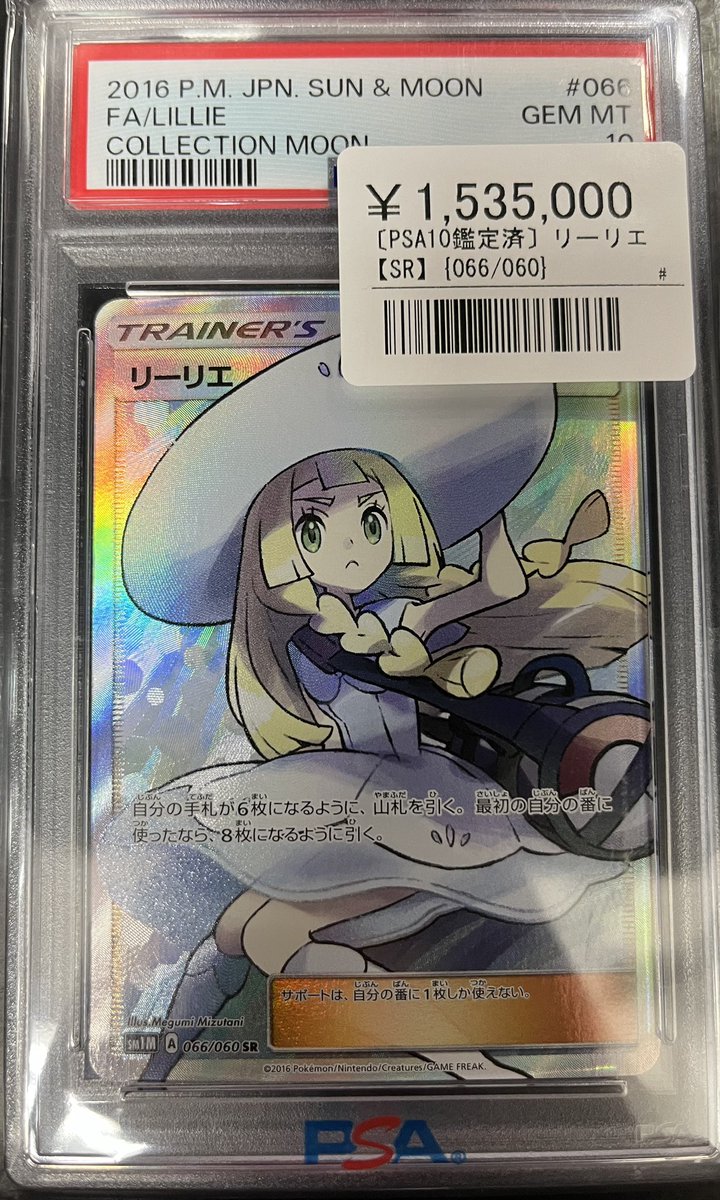 2016 P.M. JPN. SUN & MOON #066
FA/LILLIE GEM MT
COLLECTION MOON 10
¥1,535,000
〔PSA10鑑定済〕リーリエ
【SR】{066/060} #
TRAINER'S
リーリエ
自分の手札が6枚になるように、山札を引く。最初の自分の番に
使ったなら、8枚になるように引く。
サポートは、自分の番に1枚しか使えない。
Illus. Megumi Mizutani
SM1M A 066/060 SR
©2016 Pokémon/Nintendo/Creatures/GAME FREAK.
PSA®